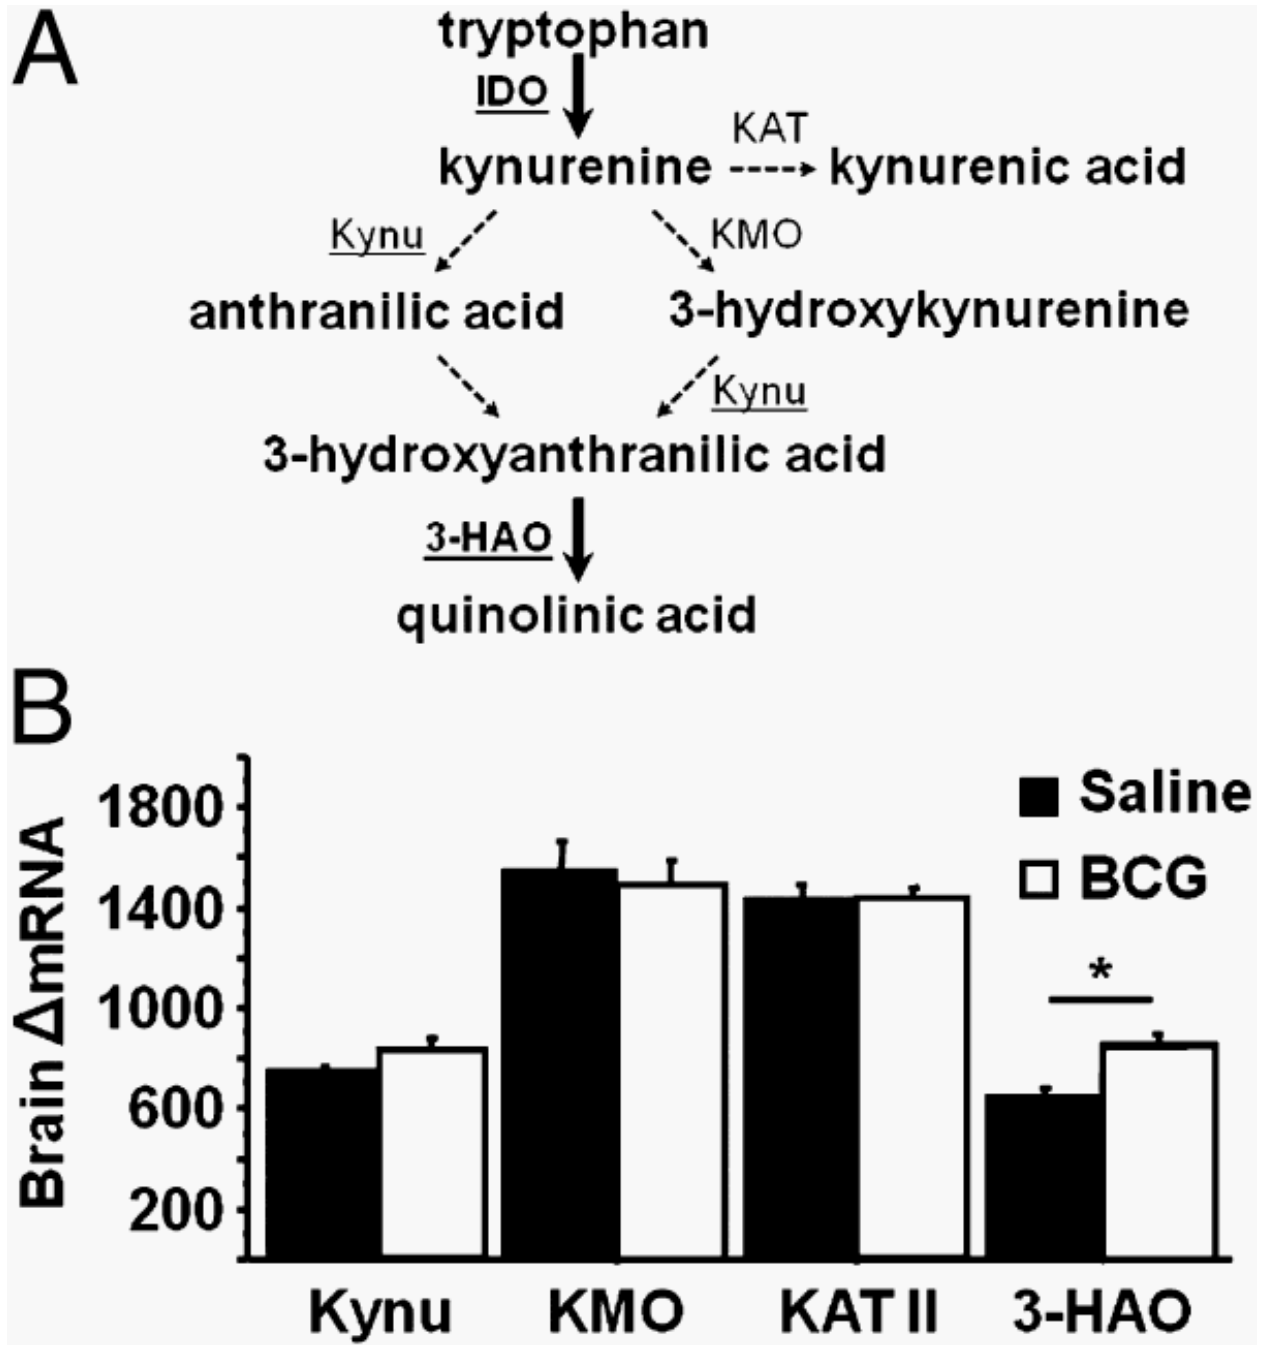 A
tryptophan
IDO
kynurenine
KAT
kynurenic acid
Kynu
KMO
anthranilic acid
3-hydroxykynurenine
Kynu
3-hydroxyanthranilic acid
3-HAO
quinolinic acid
B
Brain ΔmRNA
1800
1400
1000
600
200
Saline
BCG
*
Kynu
KMO
KAT II
3-HAO